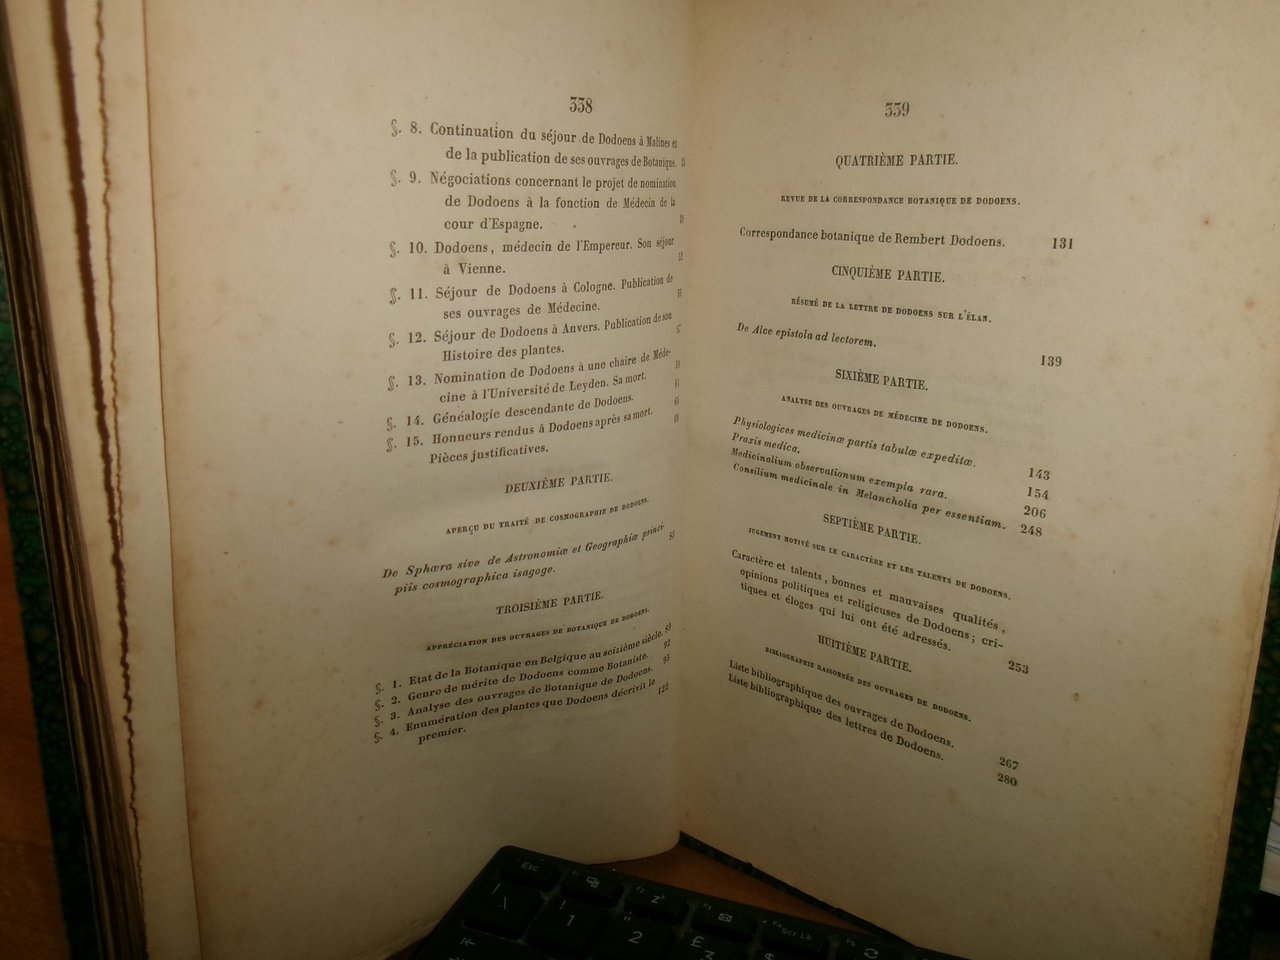 338
§. 8. Continuation du séjour de Dodoens à Malines et
de la publication de ses ouvrages de Botanique.
§. 9. Négociations concernant le projet de nomination
de Dodoens à la fonction de Médecin de la
cour d'Espagne.
§. 10. Dodoens, médecin de l'Empereur. Son séjour
à Vienne.
§. 11. Séjour de Dodoens à Cologne. Publication de
ses ouvrages de Médecine.
§. 12. Séjour de Dodoens à Anvers. Publication de son
Histoire des plantes.
§. 13. Nomination de Dodoens à une chaire de Méde-
cine à l'Université de Leyden. Sa mort.
§. 14. Généalogie descendante de Dodoens.
§. 15. Honneurs rendus à Dodoens après sa mort.
Pièces justificatives.
DEUXIÈME PARTIE.
APERÇU DU TRAITÉ DE COSMOGRAPHIE DE DODOENS.
De Sphæra sive de Astronomiæ et Geographiæ princi-
piis cosmographica isagoge.
TROISIÈME PARTIE.
APPRÉCIATION DES OUVRAGES DE BOTANIQUE DE DODOENS.
§. 1. Etat de la Botanique en Belgique au seizième siècle. 89
§. 2. Genre de mérite de Dodoens comme Botaniste. 92
§. 3. Analyse des ouvrages de Botanique de Dodoens. 95
§. 4. Enumération des plantes que Dodoens décrivit le 122
premier.
339
QUATRIÈME PARTIE.
REVUE DE LA CORRESPONDANCE BOTANIQUE DE DODOENS.
Correspondance botanique de Rembert Dodoens. 131
CINQUIÈME PARTIE.
RÉSUMÉ DE LA LETTRE DE DODOENS SUR L'ÉLAN.
De Alce epistola ad lectorem. 139
SIXIÈME PARTIE.
ANALYSE DES OUVRAGES DE MÉDECINE DE DODOENS.
Physiologices medicinæ partis tabulæ expeditæ. 143
Praxis medica. 154
Medicinalium observationum exempla rara. 206
Consilium medicinale in Melancholia per essentiam. 248
SEPTIÈME PARTIE.
JUGEMENT MOTIVÉ SUR LE CARACTÈRE ET LES TALENTS DE DODOENS.
Caractère et talents, bonnes et mauvaises qualités,
opinions politiques et religieuses de Dodoens; cri-
tiques et éloges qui lui ont été adressés. 253
HUITIÈME PARTIE.
BIBLIOGRAPHIE RAISONNÉE DES OUVRAGES DE DODOENS.
Liste bibliographique des ouvrages de Dodoens. 267
Liste bibliographique des lettres de Dodoens. 280
Esc F1 F2 F3 F4 Scr Lk F5
| \ ! 1 2 £